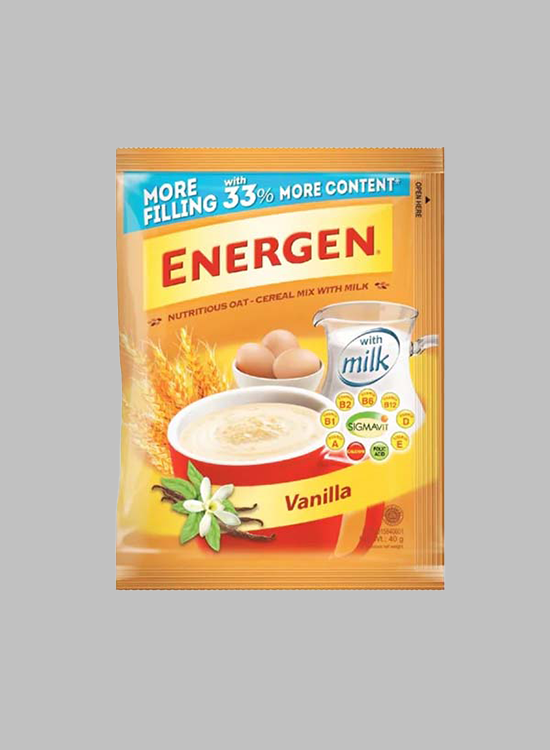 MORE FILLING with 33% MORE CONTENT*
OPEN HERE
ENERGEN®
NUTRITIOUS OAT - CEREAL MIX WITH MILK
with
milk
B2
B6
B12
B1
SIGMAVIT
D
A
CALCIUM
FOLIC ACID
E
Vanilla
40 g